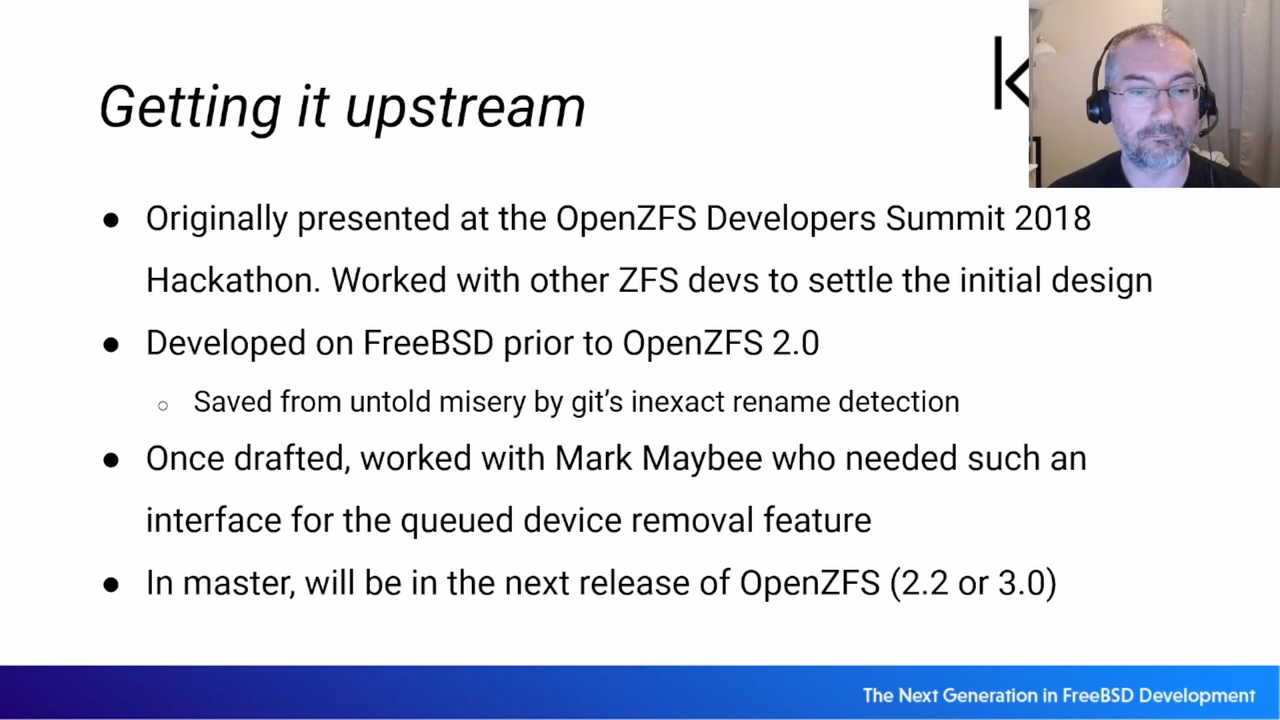 Getting it upstream
● Originally presented at the OpenZFS Developers Summit 2018
Hackathon. Worked with other ZFS devs to settle the initial design
● Developed on FreeBSD prior to OpenZFS 2.0
○ Saved from untold misery by git’s inexact rename detection
● Once drafted, worked with Mark Maybee who needed such an
interface for the queued device removal feature
● In master, will be in the next release of OpenZFS (2.2 or 3.0)
The Next Generation in FreeBSD Development